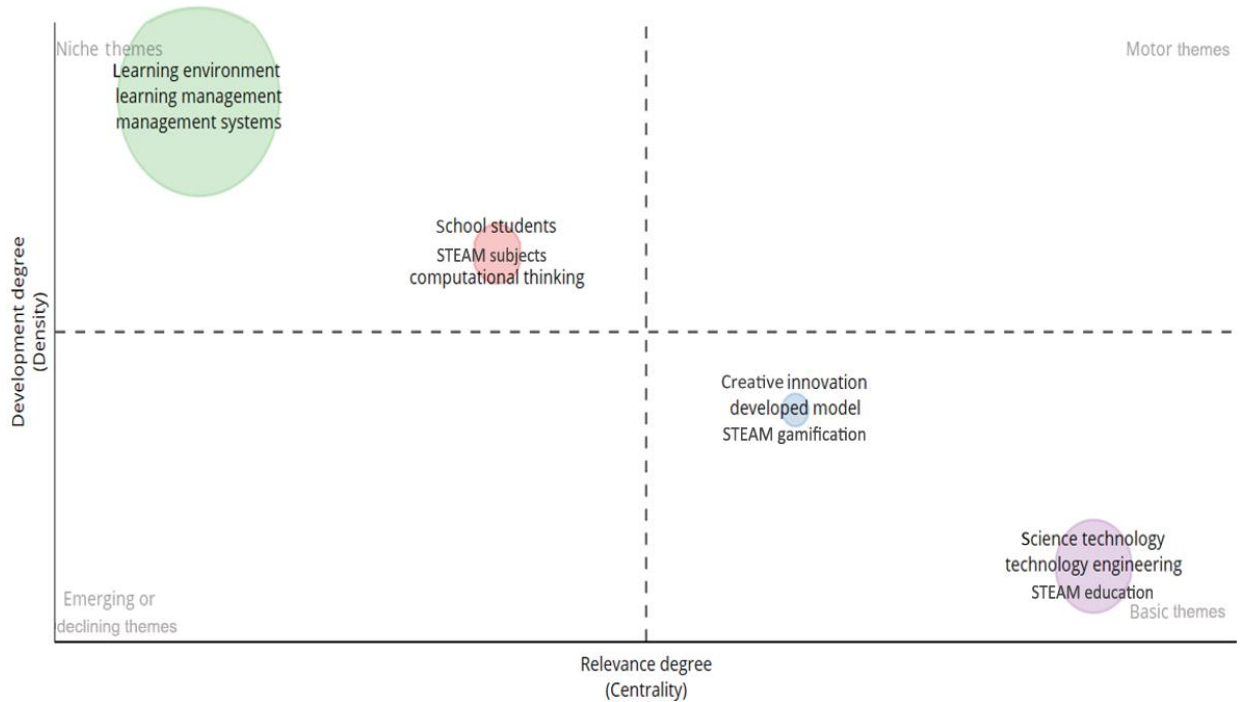 Niche themes
Motor themes
Learning environment
learning management
management systems
School students
STEAM subjects
computational thinking
Development degree
(Density)
Creative innovation
developed model
STEAM gamification
Science technology
technology engineering
STEAM education
Emerging or
declining themes
Basic themes
Relevance degree
(Centrality)